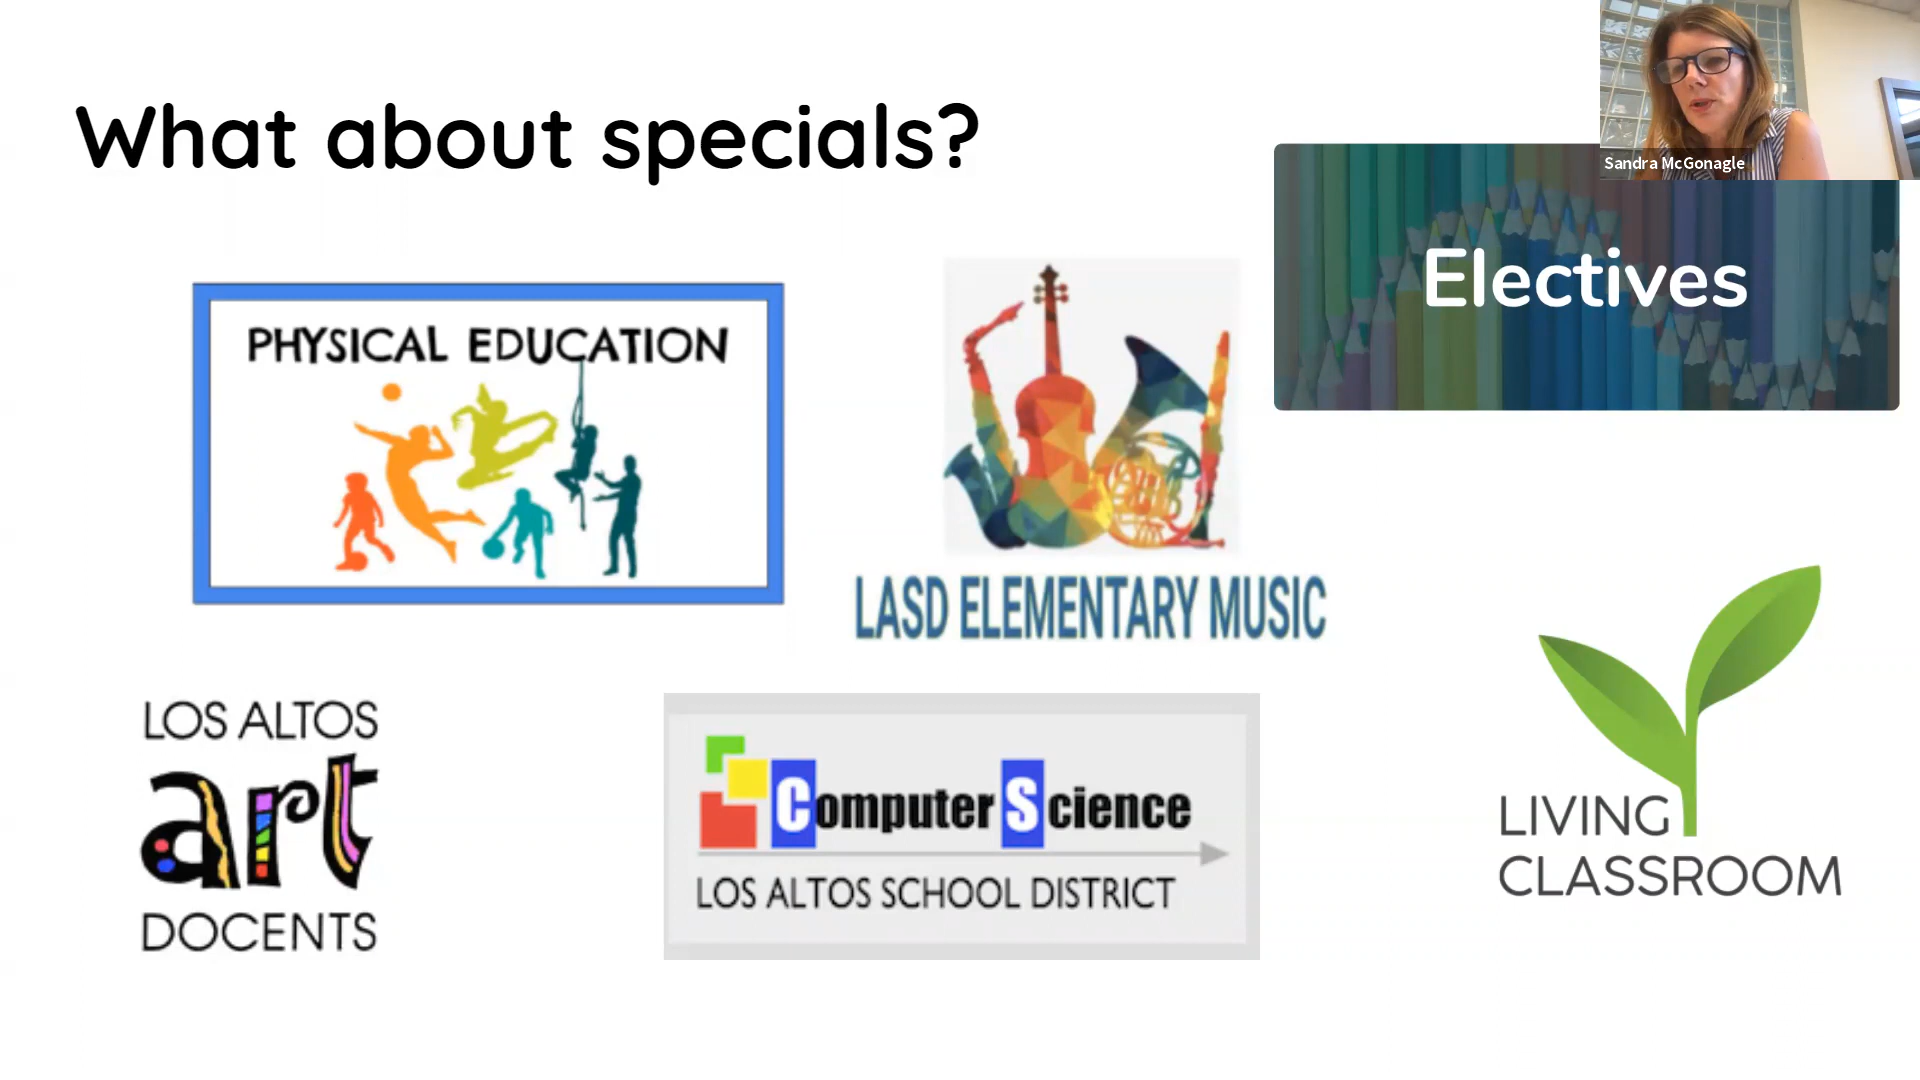 What about specials?
Sandra McGonagle
Electives
PHYSICAL EDUCATION
LASD ELEMENTARY MUSIC
LOS ALTOS
art
DOCENTS
Computer Science
LOS ALTOS SCHOOL DISTRICT
LIVING
CLASSROOM